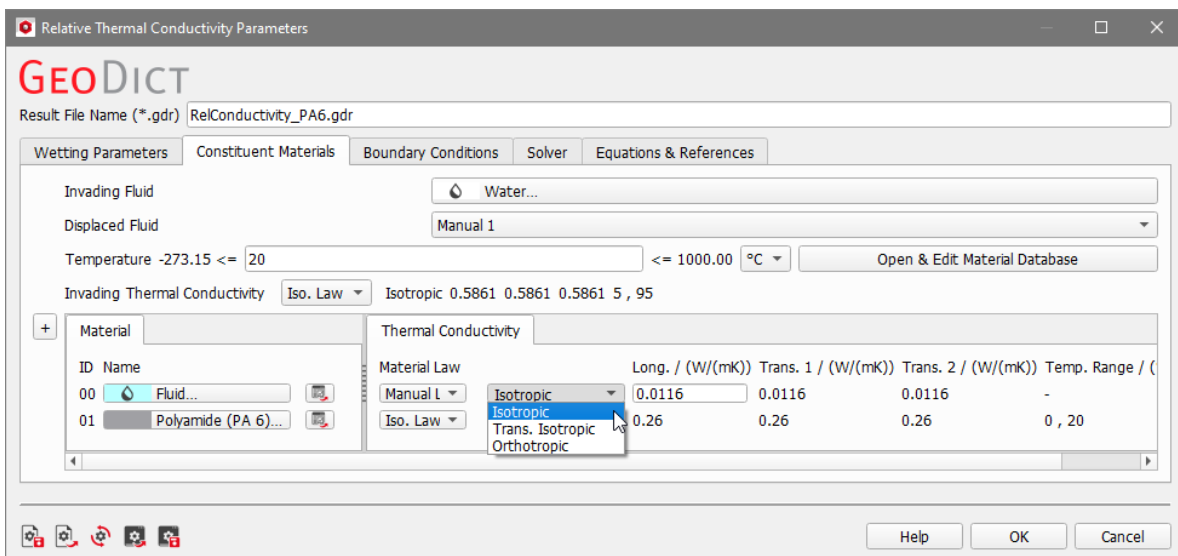 Relative Thermal Conductivity Parameters
GEODICT
Result File Name (*.gdr) RelConductivity_PA6.gdr
Wetting Parameters Constituent Materials Boundary Conditions Solver Equations & References
Invading Fluid Water...
Displaced Fluid Manual 1
Temperature -273.15 <= 20 <= 1000.00 °C Open & Edit Material Database
Invading Thermal Conductivity Iso. Law Isotropic 0.5861 0.5861 0.5861 5 , 95
+ Material Thermal Conductivity
ID Name Material Law Long. / (W/(mK)) Trans. 1 / (W/(mK)) Trans. 2 / (W/(mK)) Temp. Range / (
00 Fluid... Manual L Isotropic 0.0116 0.0116 0.0116 -
Isotropic
01 Polyamide (PA 6)... Iso. Law Trans. Isotropic 0.26 0.26 0.26 0 , 20
Orthotropic
Help OK Cancel